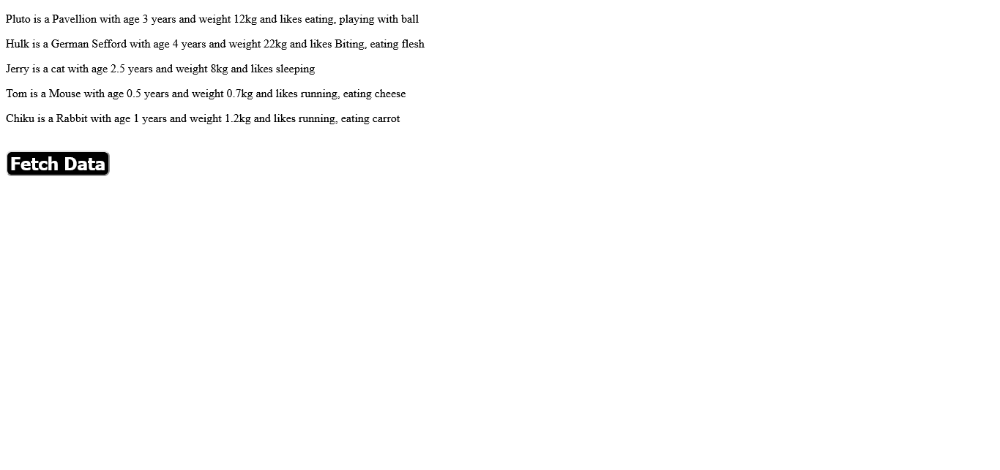 Pluto is a Pavellion with age 3 years and weight 12kg and likes eating, playing with ball
Hulk is a German Sefford with age 4 years and weight 22kg and likes Biting, eating flesh
Jerry is a cat with age 2.5 years and weight 8kg and likes sleeping
Tom is a Mouse with age 0.5 years and weight 0.7kg and likes running, eating cheese
Chiku is a Rabbit with age 1 years and weight 1.2kg and likes running, eating carrot
Fetch Data